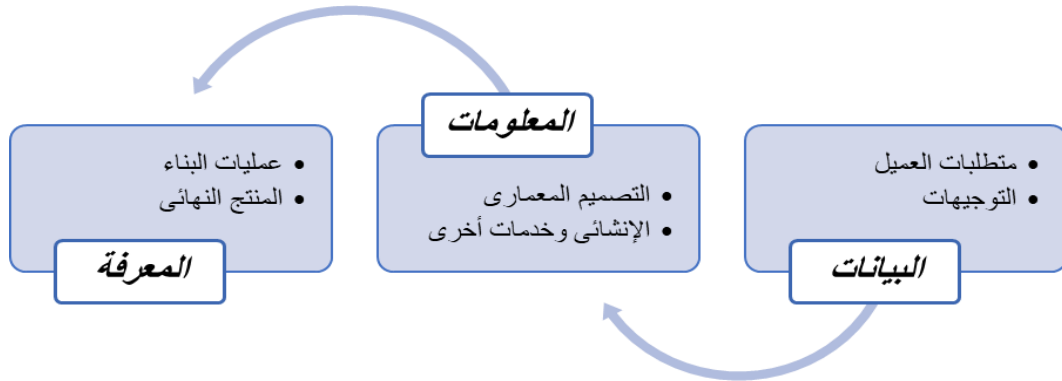 متطلبات العميل
التوجيهات
البيانات
المعلومات
التصميم المعمارى
الإنشائى وخدمات أخرى
عمليات البناء
المنتج النهائى
المعرفة